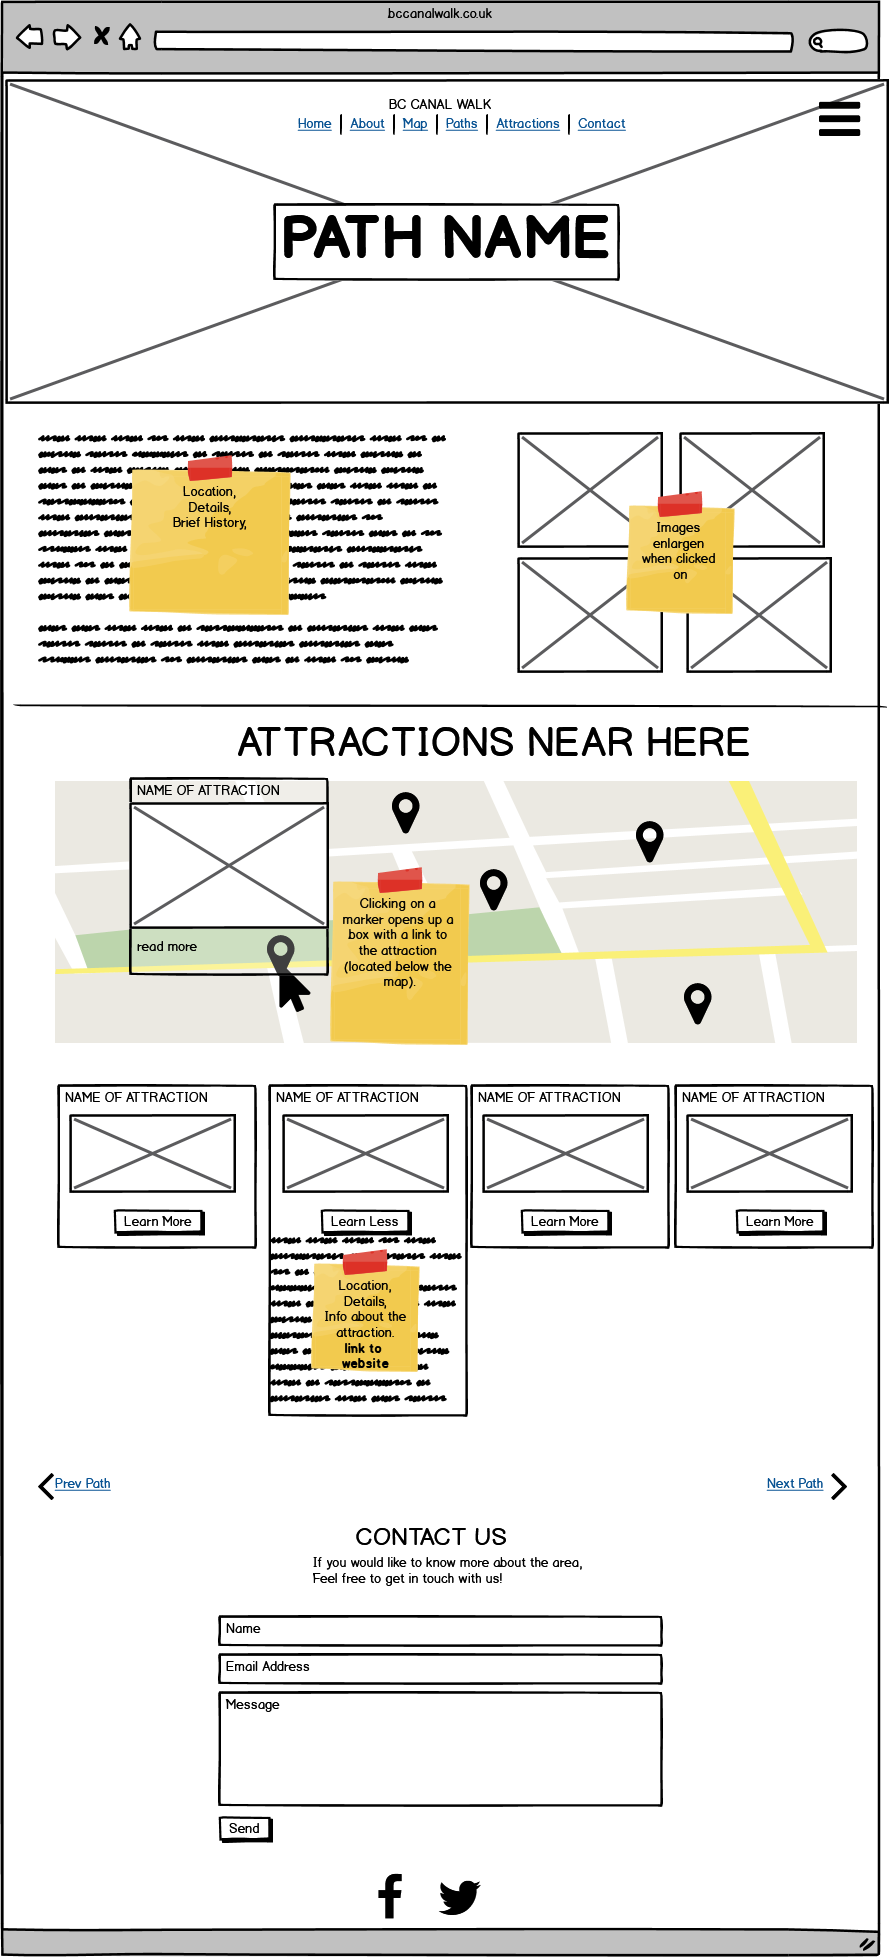 bccanalwalk.co.uk
BC CANAL WALK
Home | About | Map | Paths | Attractions | Contact
PATH NAME
Location,
Details,
Brief History,
Images
enlargen
when clicked
on
ATTRACTIONS NEAR HERE
NAME OF ATTRACTION
read more
Clicking on a
marker opens up a
box with a link to
the attraction
(located below the
map).
NAME OF ATTRACTION
Learn More
NAME OF ATTRACTION
Learn Less
Location,
Details,
Info about the
attraction.
link to
website
NAME OF ATTRACTION
Learn More
NAME OF ATTRACTION
Learn More
Prev Path
Next Path
CONTACT US
If you would like to know more about the area,
Feel free to get in touch with us!
Name
Email Address
Message
Send